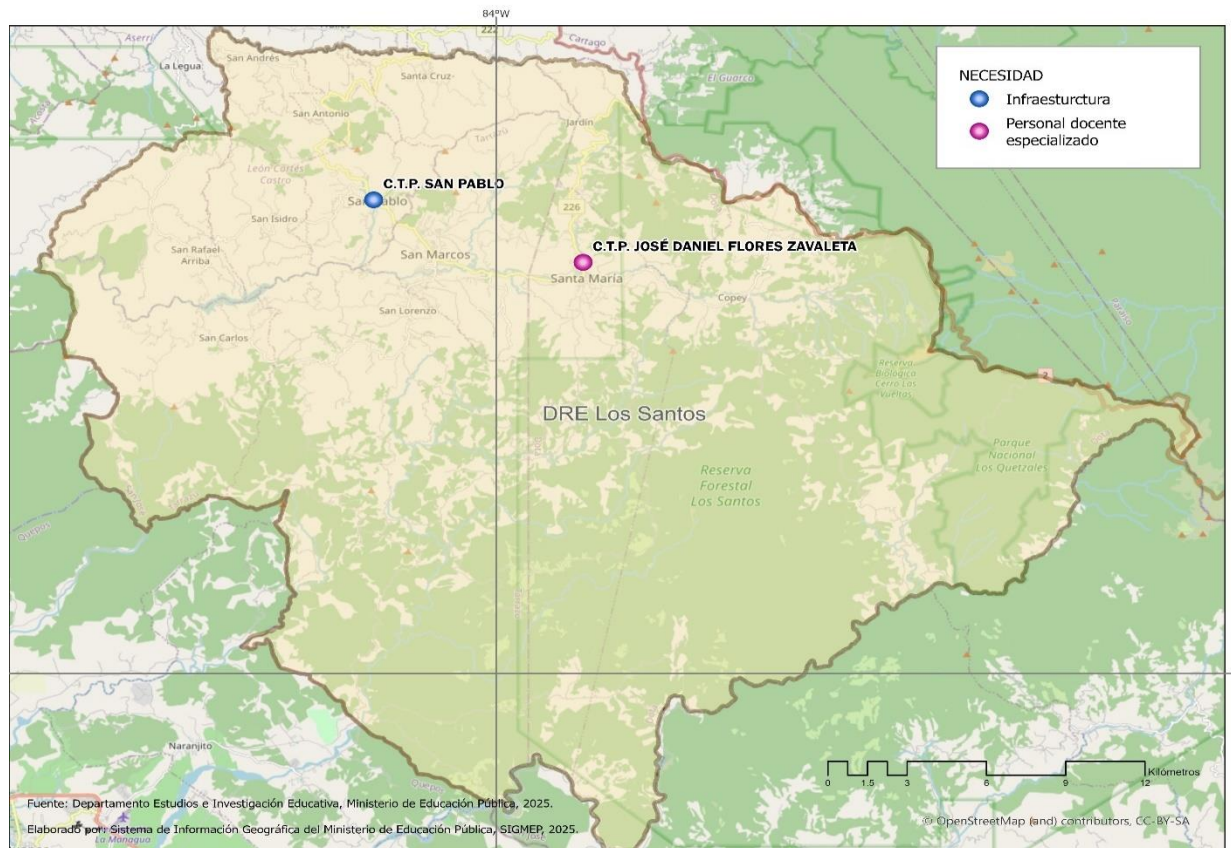 84°W
222
Aserrí
Cartago
La Legua
San Andrés
Santa Cruz
El Guarco
NECESIDAD
Infraesturctura
Personal docente
especializado
San Antonio
Jardín
Tarrazú
León Cortés
Castro
C.T.P. SAN PABLO
San Pablo
226
San Isidro
San Rafael
Arriba
San Marcos
C.T.P. JOSÉ DANIEL FLORES ZAVALETA
Santa María
Copey
San Lorenzo
San Carlos
Reserva
Biológica
Cerro Las
Vueltas
2
DRE Los Santos
Parque
Nacional
Los Quetzales
Reserva
Forestal
Los Santos
Quepos
Naranjito
Quepos
0 1.5 3 6 9 12
Kilómetros
Fuente: Departamento Estudios e Investigación Educativa, Ministerio de Educación Pública, 2025.
Elaborado por: Sistema de Información Geográfica del Ministerio de Educación Pública, SIGMEP, 2025.
La Managua
© OpenStreetMap (and) contributors, CC-BY-SA